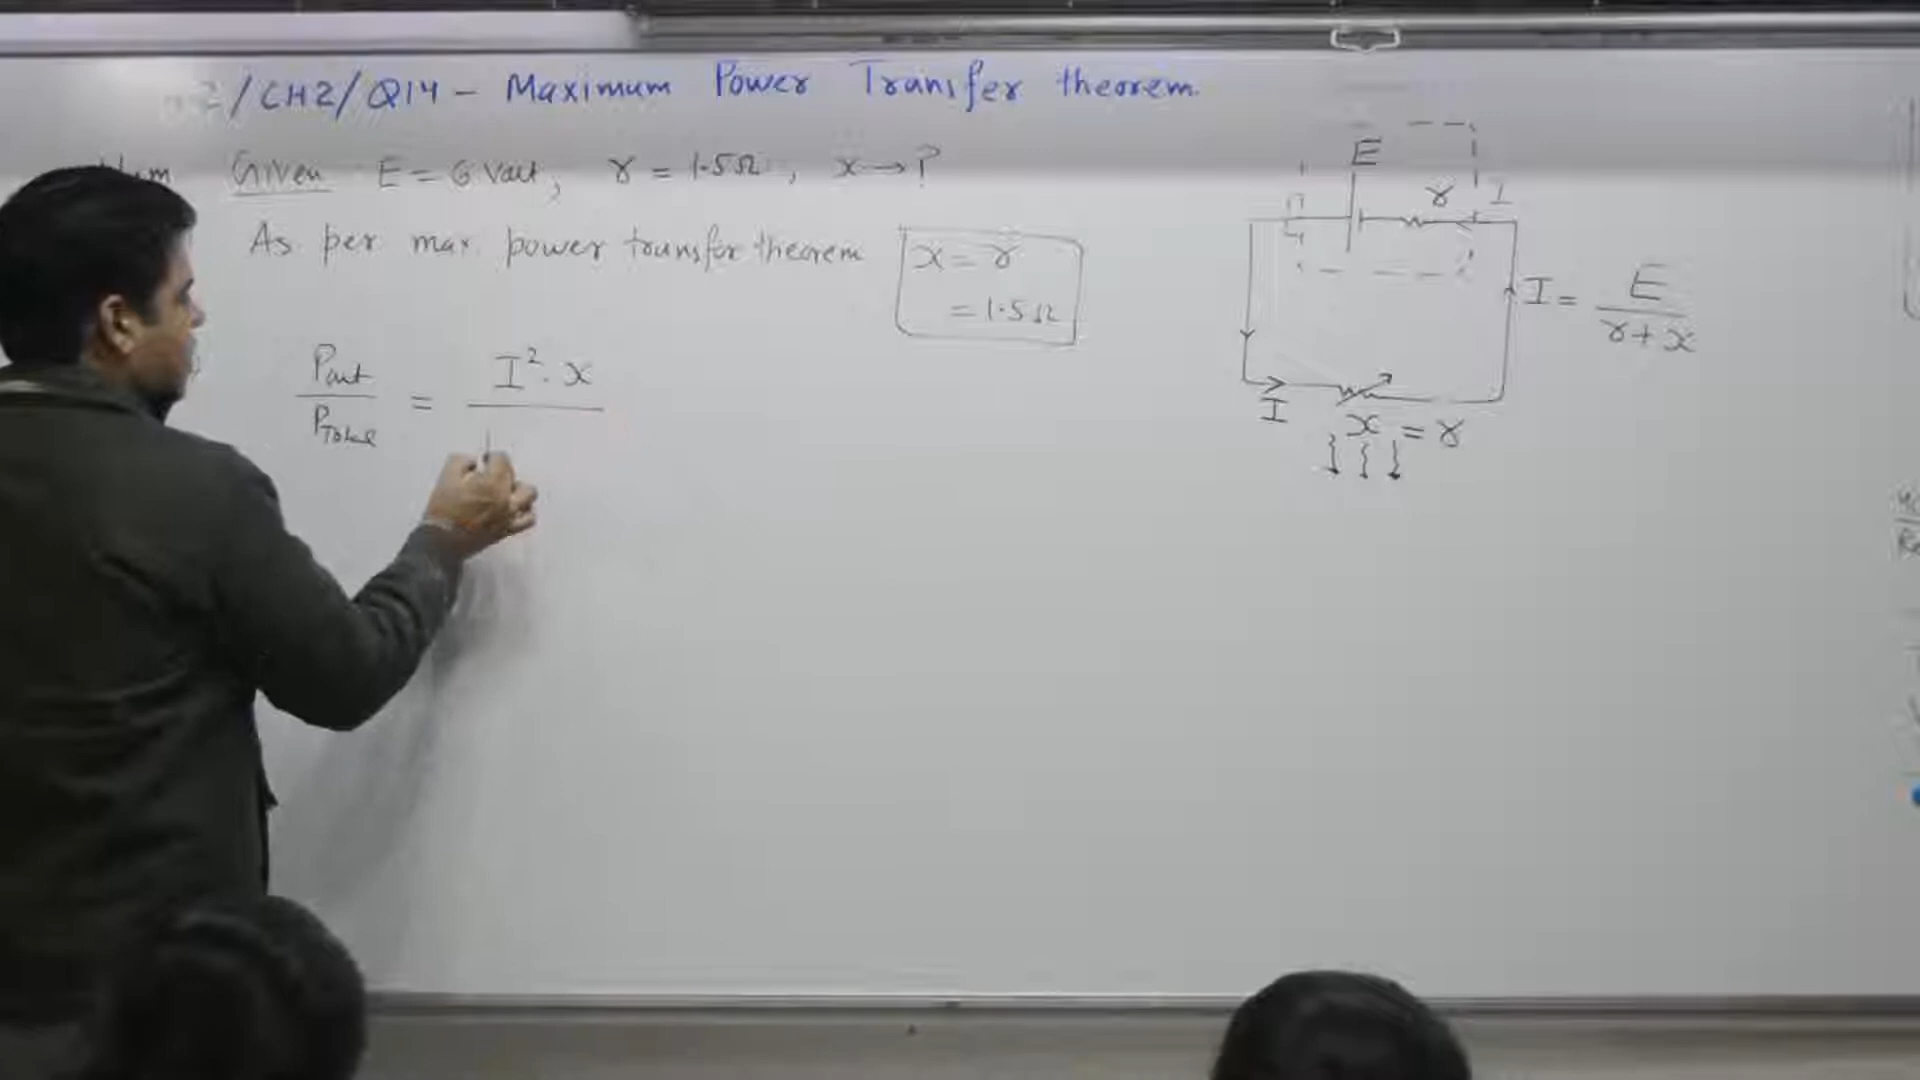 2/CH2/Q14 - Maximum Power Transfer theorem.
Given E = 6 Volt, r = 1.5Ω, x → ?
As per max. power transfer theorem
x = r
= 1.5Ω
Pout / PTotal = I². x
E
r I
I = E / r + x
I
x = r